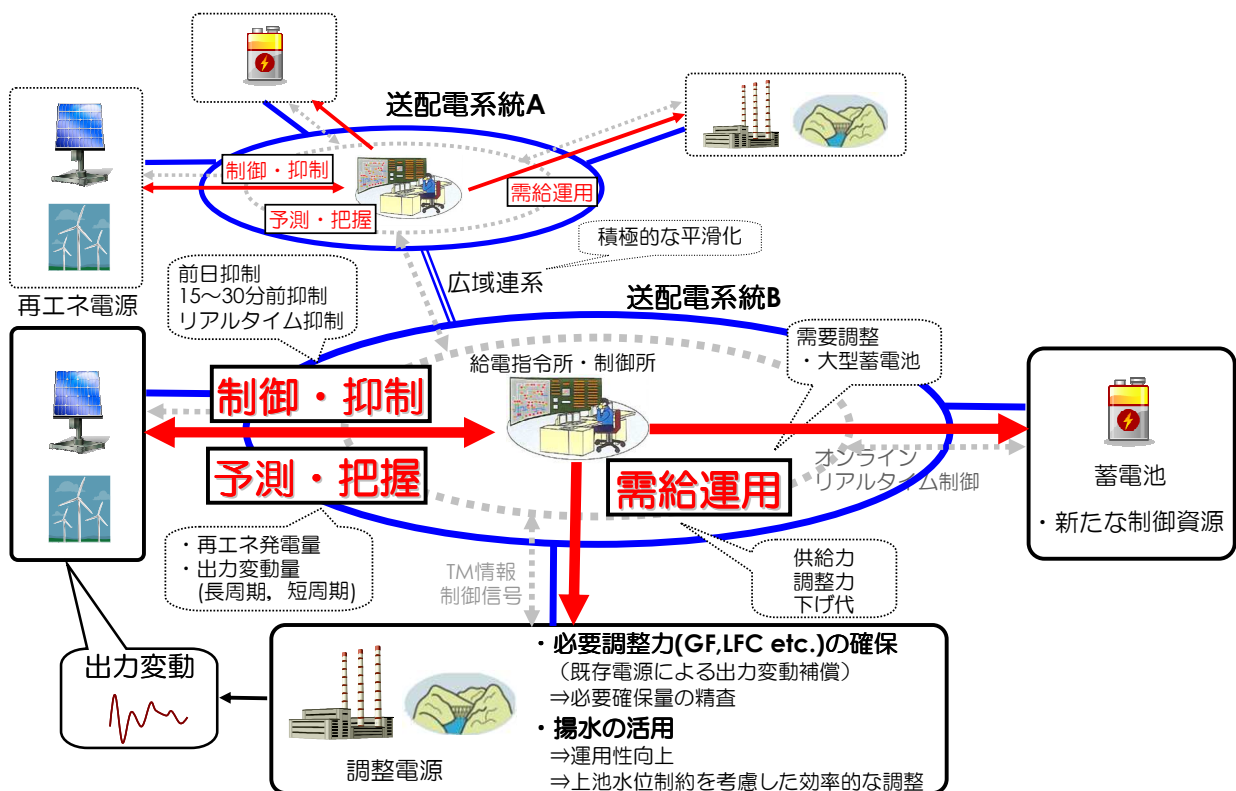 送配電系統A
制御・抑制
予測・把握
需給運用
再エネ電源
積極的な平滑化
広域連系
前日抑制
15～30分前抑制
リアルタイム抑制
送配電系統B
給電指令所・制御所
需要調整
・大型蓄電池
制御・抑制
予測・把握
需給運用
オンライン
リアルタイム制御
蓄電池
・新たな制御資源
・再エネ発電量
・出力変動量
(長周期，短周期)
TM情報
制御信号
供給力
調整力
下げ代
出力変動
調整電源
・必要調整力(GF,LFC etc.)の確保
（既存電源による出力変動補償）
⇒必要確保量の精査
・揚水の活用
⇒運用性向上
⇒上池水位制約を考慮した効率的な調整